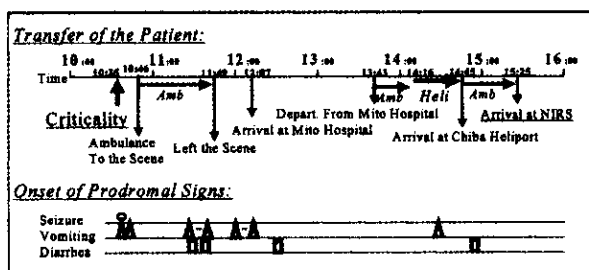 Transfer of the Patient:
10:00 11:00 12:00 13:00 14:00 15:00 16:00
Time 10:35 10:46 11:49 12:07 13:43 14:16 14:45 15:25
Amb Amb Heli Amb
Criticality
Depart. From Mito Hospital
Arrival at NIRS
Ambulance
To the Scene
Left the Scene
Arrival at Mito Hospital
Arrival at Chiba Heliport
Onset of Prodromal Signs:
Seizure
Vomiting
Diarrhea